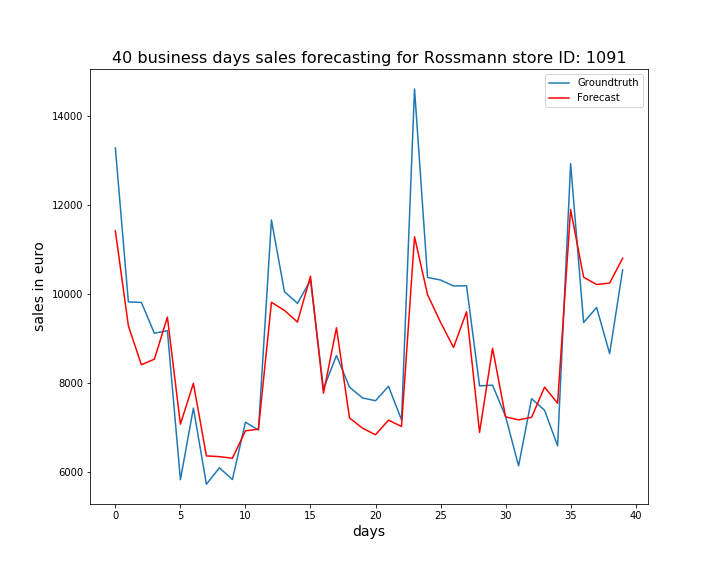 40 business days sales forecasting for Rossmann store ID: 1091
Groundtruth
Forecast
14000
12000
10000
8000
6000
sales in euro
0 5 10 15 20 25 30 35 40
days